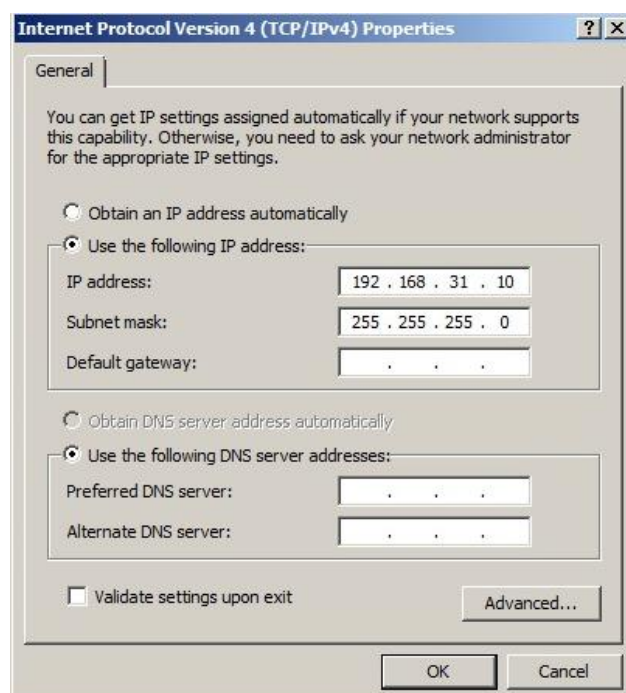 Internet Protocol Version 4 (TCP/IPv4) Properties
General
You can get IP settings assigned automatically if your network supports
this capability. Otherwise, you need to ask your network administrator
for the appropriate IP settings.
Obtain an IP address automatically
Use the following IP address:
IP address: 192 . 168 . 31 . 10
Subnet mask: 255 . 255 . 255 . 0
Default gateway: . . .
Obtain DNS server address automatically
Use the following DNS server addresses:
Preferred DNS server: . . .
Alternate DNS server: . . .
Validate settings upon exit
Advanced...
OK Cancel